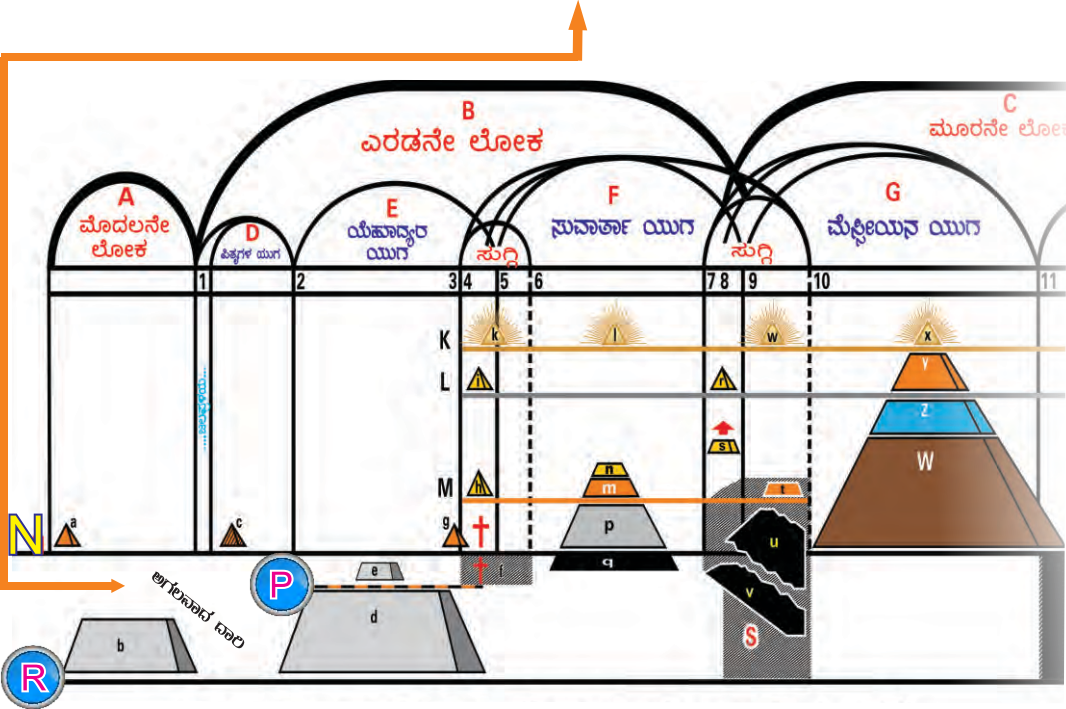 B
ಎರಡನೇ ಲೋಕ
C
ಮೂರನೇ
A
ಮೊದಲನೇ
ಲೋಕ
D
ಪಿತೃಗಳ ಯುಗ
E
ಯೆಹೂದ್ಯರ
ಯುಗ
ಸುಗ್ಗಿ
F
ಸುವಾರ್ತಾ ಯುಗ
ಸುಗ್ಗಿ
G
ಮೆಸ್ಸೀಯನ ಯುಗ
1 2 3 4 5 6 7 8 9 10 11
K k l w x
L i r
y
z
s
W
M h n m t
p
q
u
v
S
N a c g
f
ಅಗಲವಾದ ದಾರಿ
P e
d
b
R